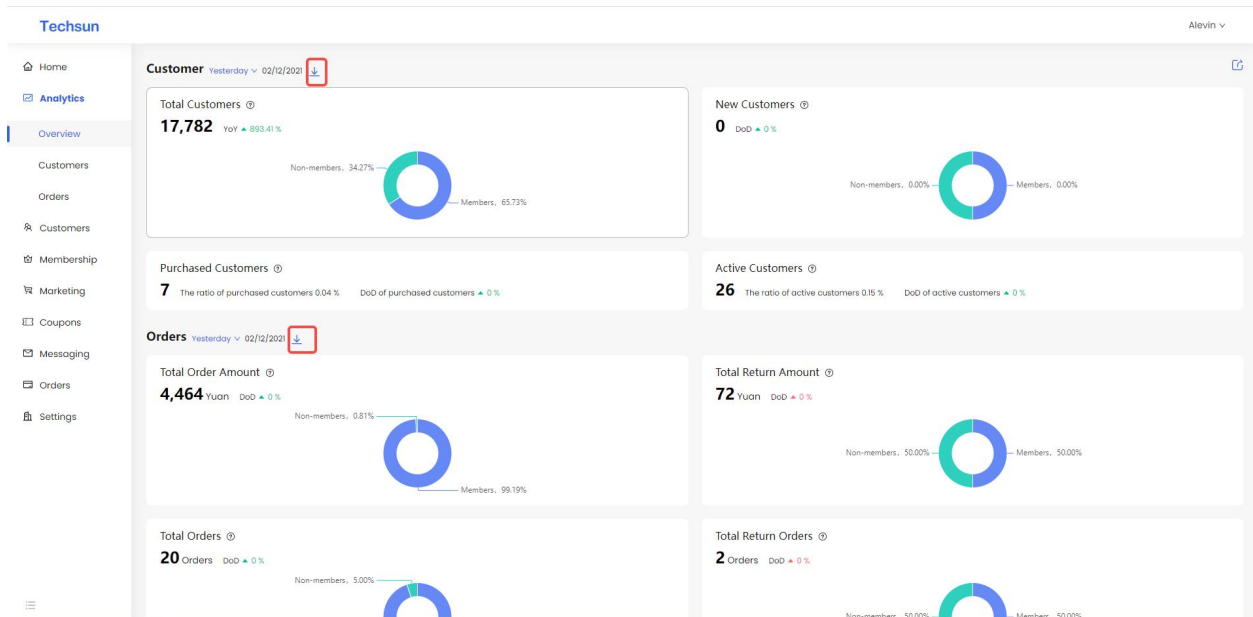 Techsun
Alevin
Home
Analytics
Overview
Customers
Orders
Customers
Membership
Marketing
Coupons
Messaging
Orders
Settings
Customer Yesterday 02/12/2021
Total Customers
17,782 YoY 893.41 %
Non-members, 34.27%
Members, 65.73%
New Customers
0 DoD 0 %
Non-members, 0.00%
Members, 0.00%
Purchased Customers
7 The ratio of purchased customers 0.04 % DoD of purchased customers 0 %
Active Customers
26 The ratio of active customers 0.15 % DoD of active customers 0 %
Orders Yesterday 02/12/2021
Total Order Amount
4,464 Yuan DoD 0 %
Non-members, 0.81%
Members, 99.19%
Total Return Amount
72 Yuan DoD 0 %
Non-members, 50.00%
Members, 50.00%
Total Orders
20 Orders DoD 0 %
Non-members, 5.00%
Total Return Orders
2 Orders DoD 0 %
Non-members, 50.00%
Members, 50.00%